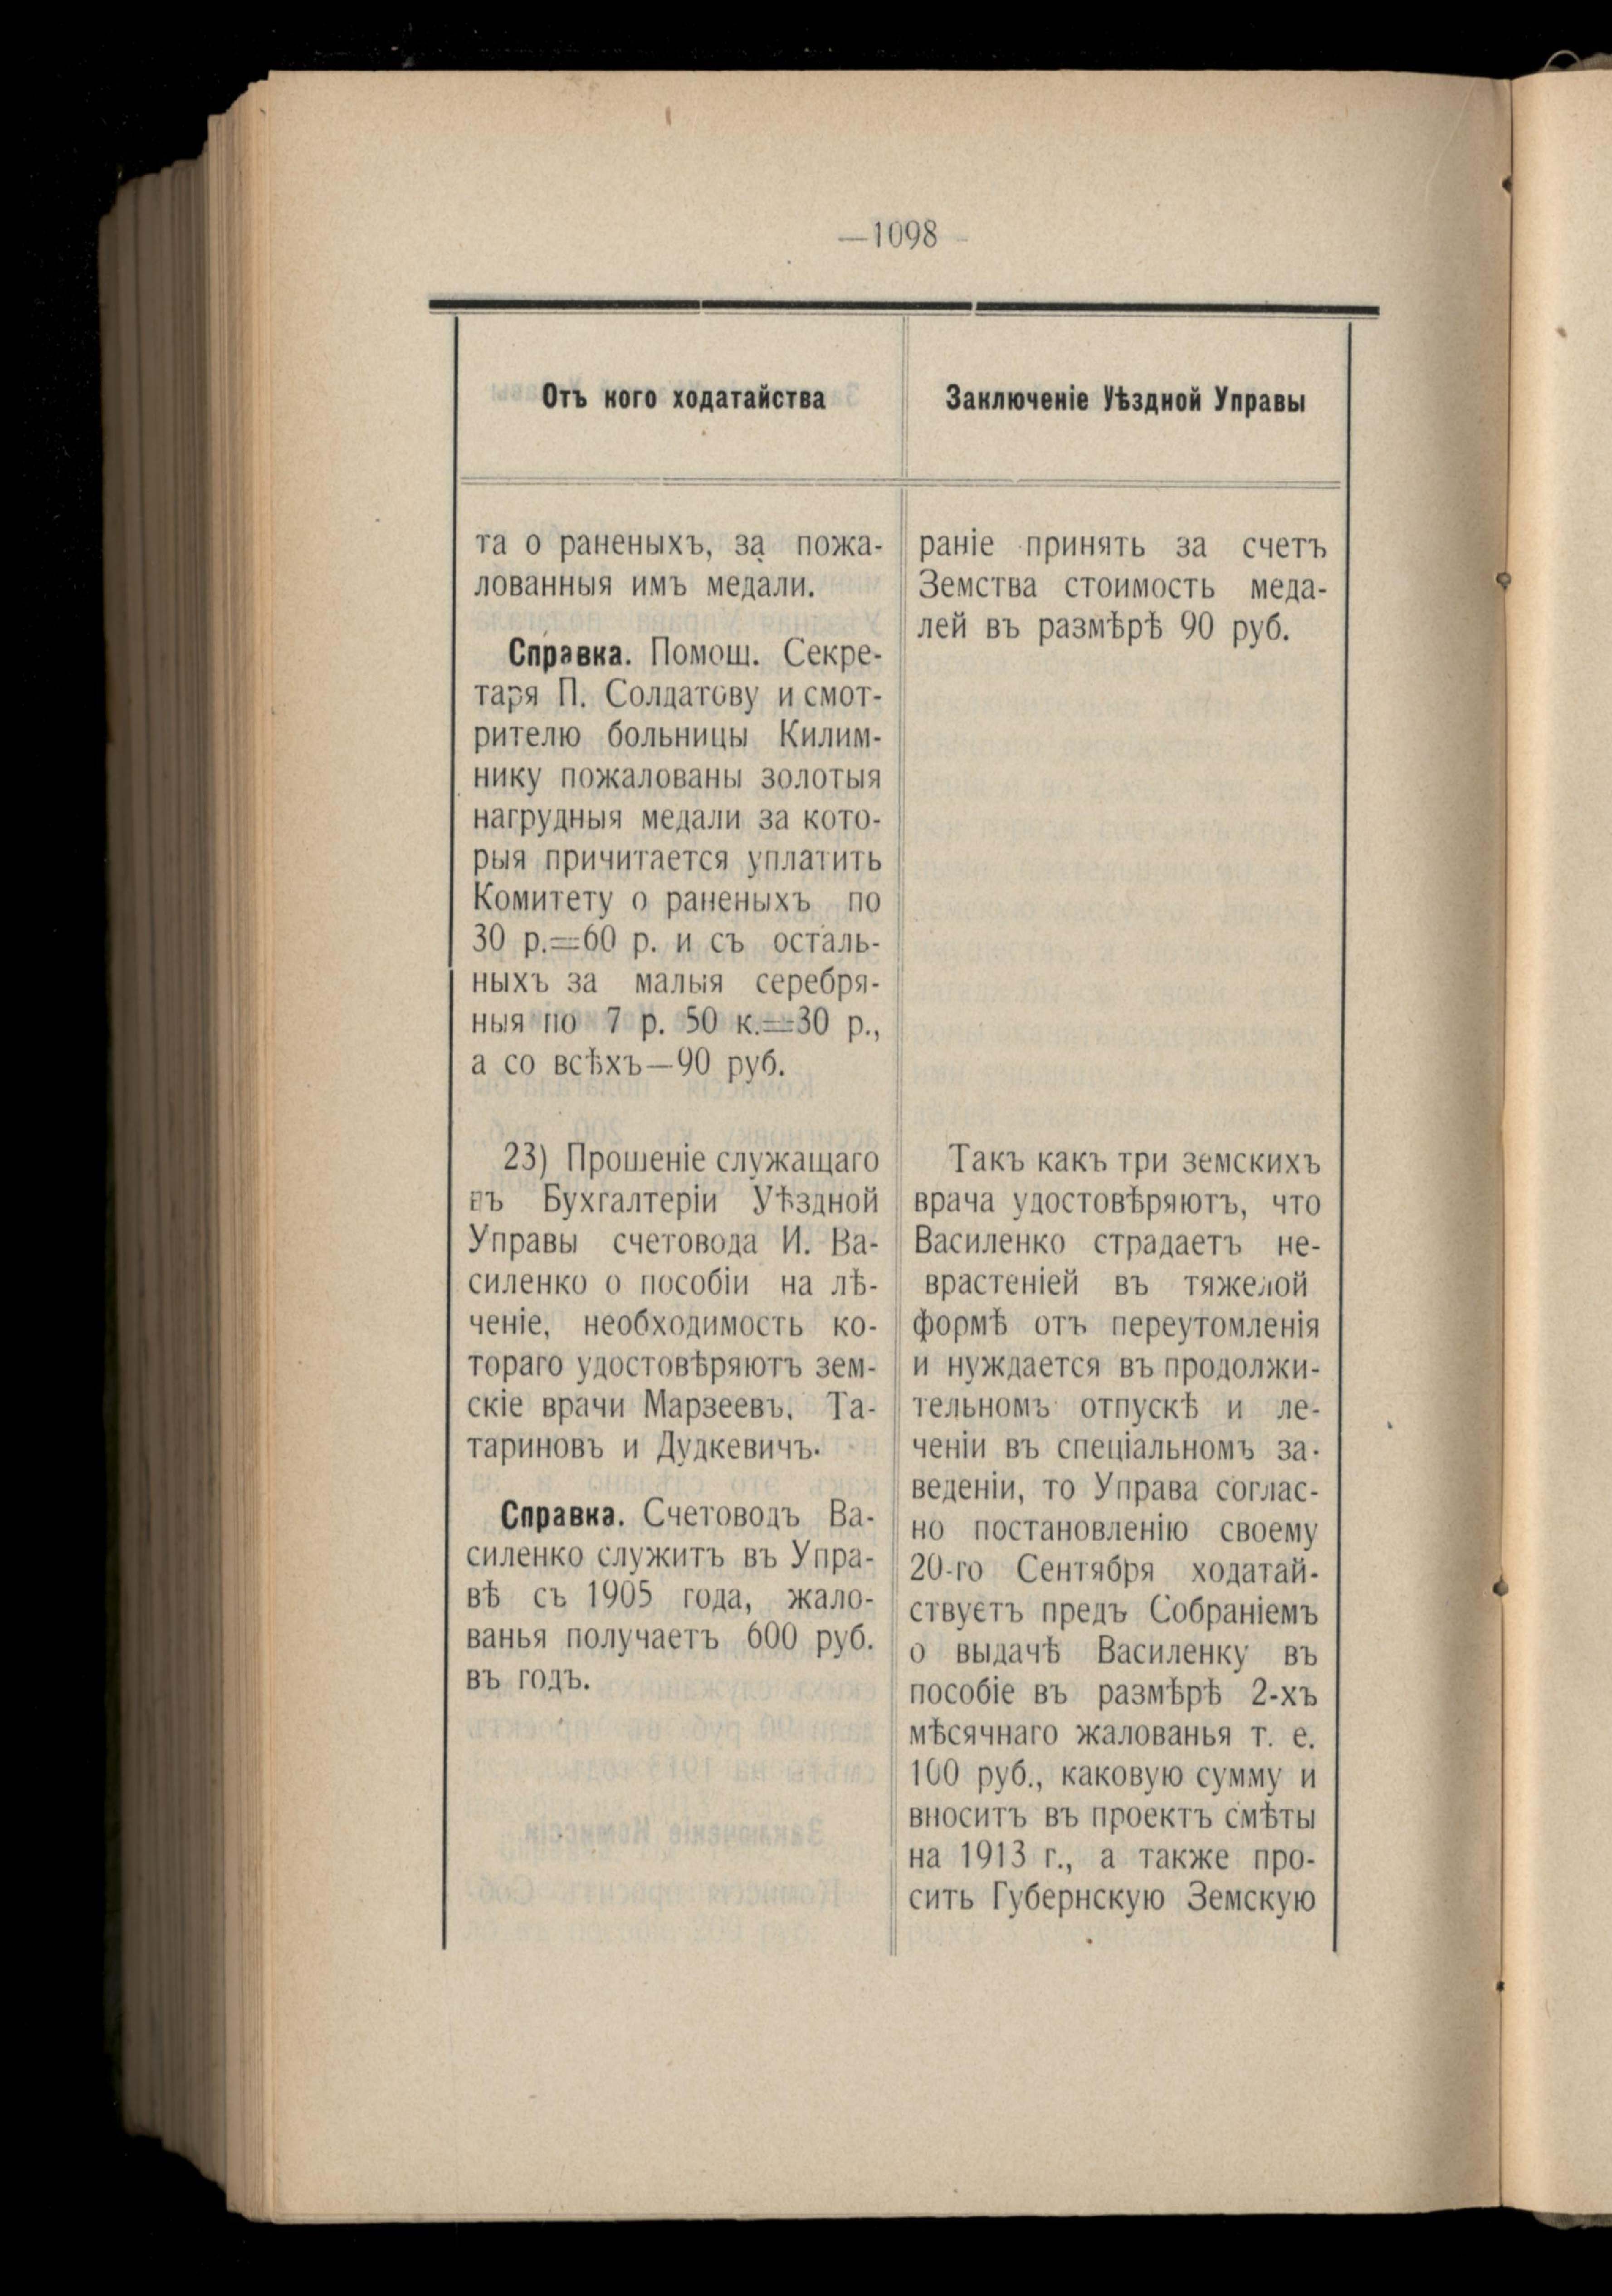 —1098 -
Отъ кого ходатайства
Заключеніе Уѣздной Управы
та о раненыхъ, за пожа-
лованныя имъ медали.
Справка. Помощ. Секре-
таря П. Солдатову и смот-
рителю больницы Килим-
нику пожалованы золотыя
нагрудныя медали за кото-
рыя причитается уплатить
Комитету о раненыхъ по
30 р.=60 р. и съ осталь-
ныхъ за малыя серебря-
ныя по 7 р. 50 к.=30 р.,
а со всѣхъ—90 руб.
раніе принять за счетъ
Земства стоимость меда-
лей въ размѣрѣ 90 руб.
23) Прошеніе служащаго
въ Бухгалтеріи Уѣздной
Управы счетовода И. Ва-
силенко о пособіи на лѣ-
ченіе, необходимость ко-
тораго удостовѣряютъ зем-
скіе врачи Марзеевъ, Та-
тариновъ и Дудкевичъ.
Справка. Счетоводъ Ва-
силенко служитъ въ Упра-
вѣ съ 1905 года, жало-
ванья получаетъ 600 руб.
въ годъ.
Такъ какъ три земскихъ
врача удостовѣряютъ, что
Василенко страдаетъ не-
врастеніей въ тяжелой
формѣ отъ переутомленія
и нуждается въ продолжи-
тельномъ отпускѣ и ле-
ченіи въ спеціальномъ за-
веденіи, то Управа соглас-
но постановленію своему
20-го Сентября ходатай-
ствуетъ предъ Собраніемъ
о выдачѣ Василенку въ
пособіе въ размѣрѣ 2-хъ
мѣсячнаго жалованья т. е.
100 руб., каковую сумму и
вноситъ въ проектъ смѣты
на 1913 г., а также про-
сить Губернскую Земскую